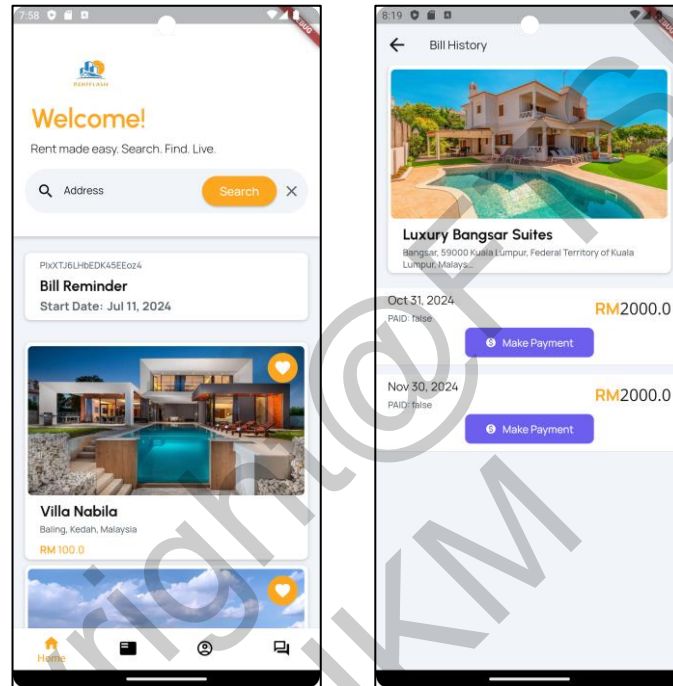 7:58
DEBUG
RENTFLASH
Welcome!
Rent made easy. Search. Find. Live.
Address
Search
Bill Reminder
Start Date: Jul 11, 2024
Villa Nabila
Baling, Kedah, Malaysia
RM 100.0
Home
8:19
Bill History
Luxury Bangsar Suites
Bangsar, 59000 Kuala Lumpur, Federal Territory of Kuala
Lumpur, Malays...
Oct 31, 2024
RM2000.0
PAID: false
Make Payment
Nov 30, 2024
RM2000.0
PAID: false
Make Payment